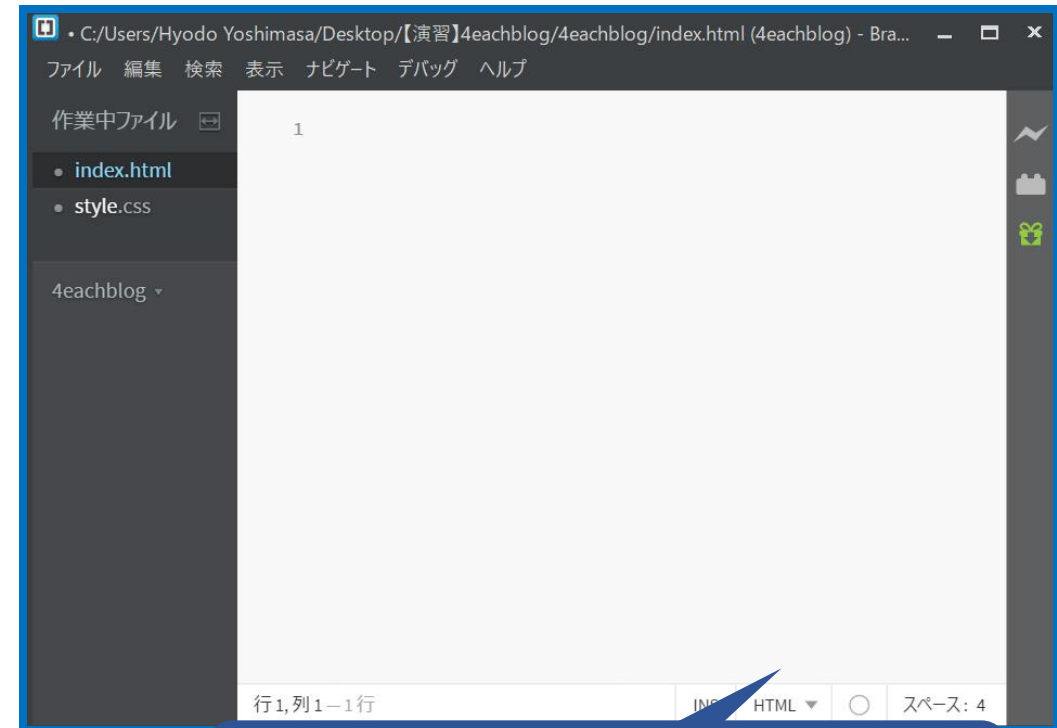 • C:/Users/Hyodo Yoshimasa/Desktop/【演習】4eachblog/4eachblog/index.html (4eachblog) - Bra...
ファイル 編集 検索 表示 ナビゲート デバッグ ヘルプ
作業中ファイル
• index.html
• style.css
4eachblog
1
行 1, 列 1 — 1 行 HTML スペース: 4